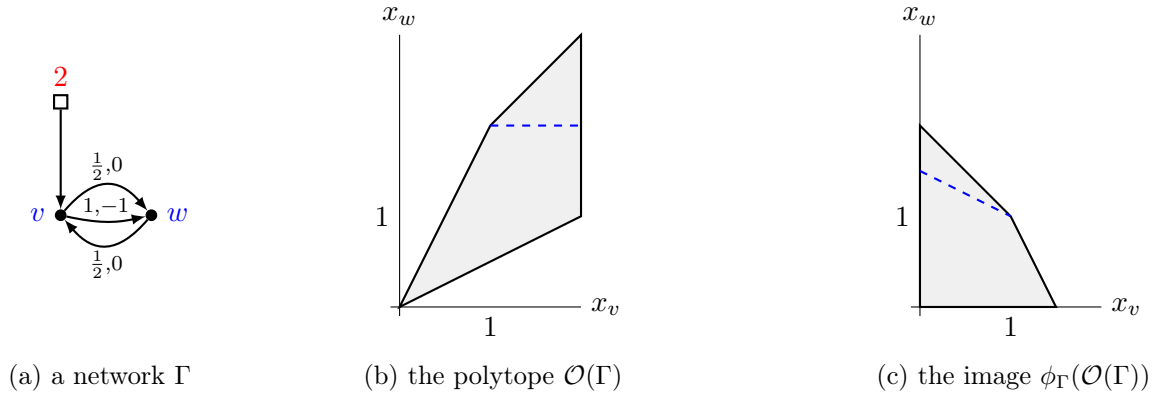 2
½,0
v 1,−1 w
½,0
(a) a network Γ
x_w
1
x_v
1
(b) the polytope 𝒪(Γ)
x_w
1
x_v
1
(c) the image ϕ_Γ(𝒪(Γ))